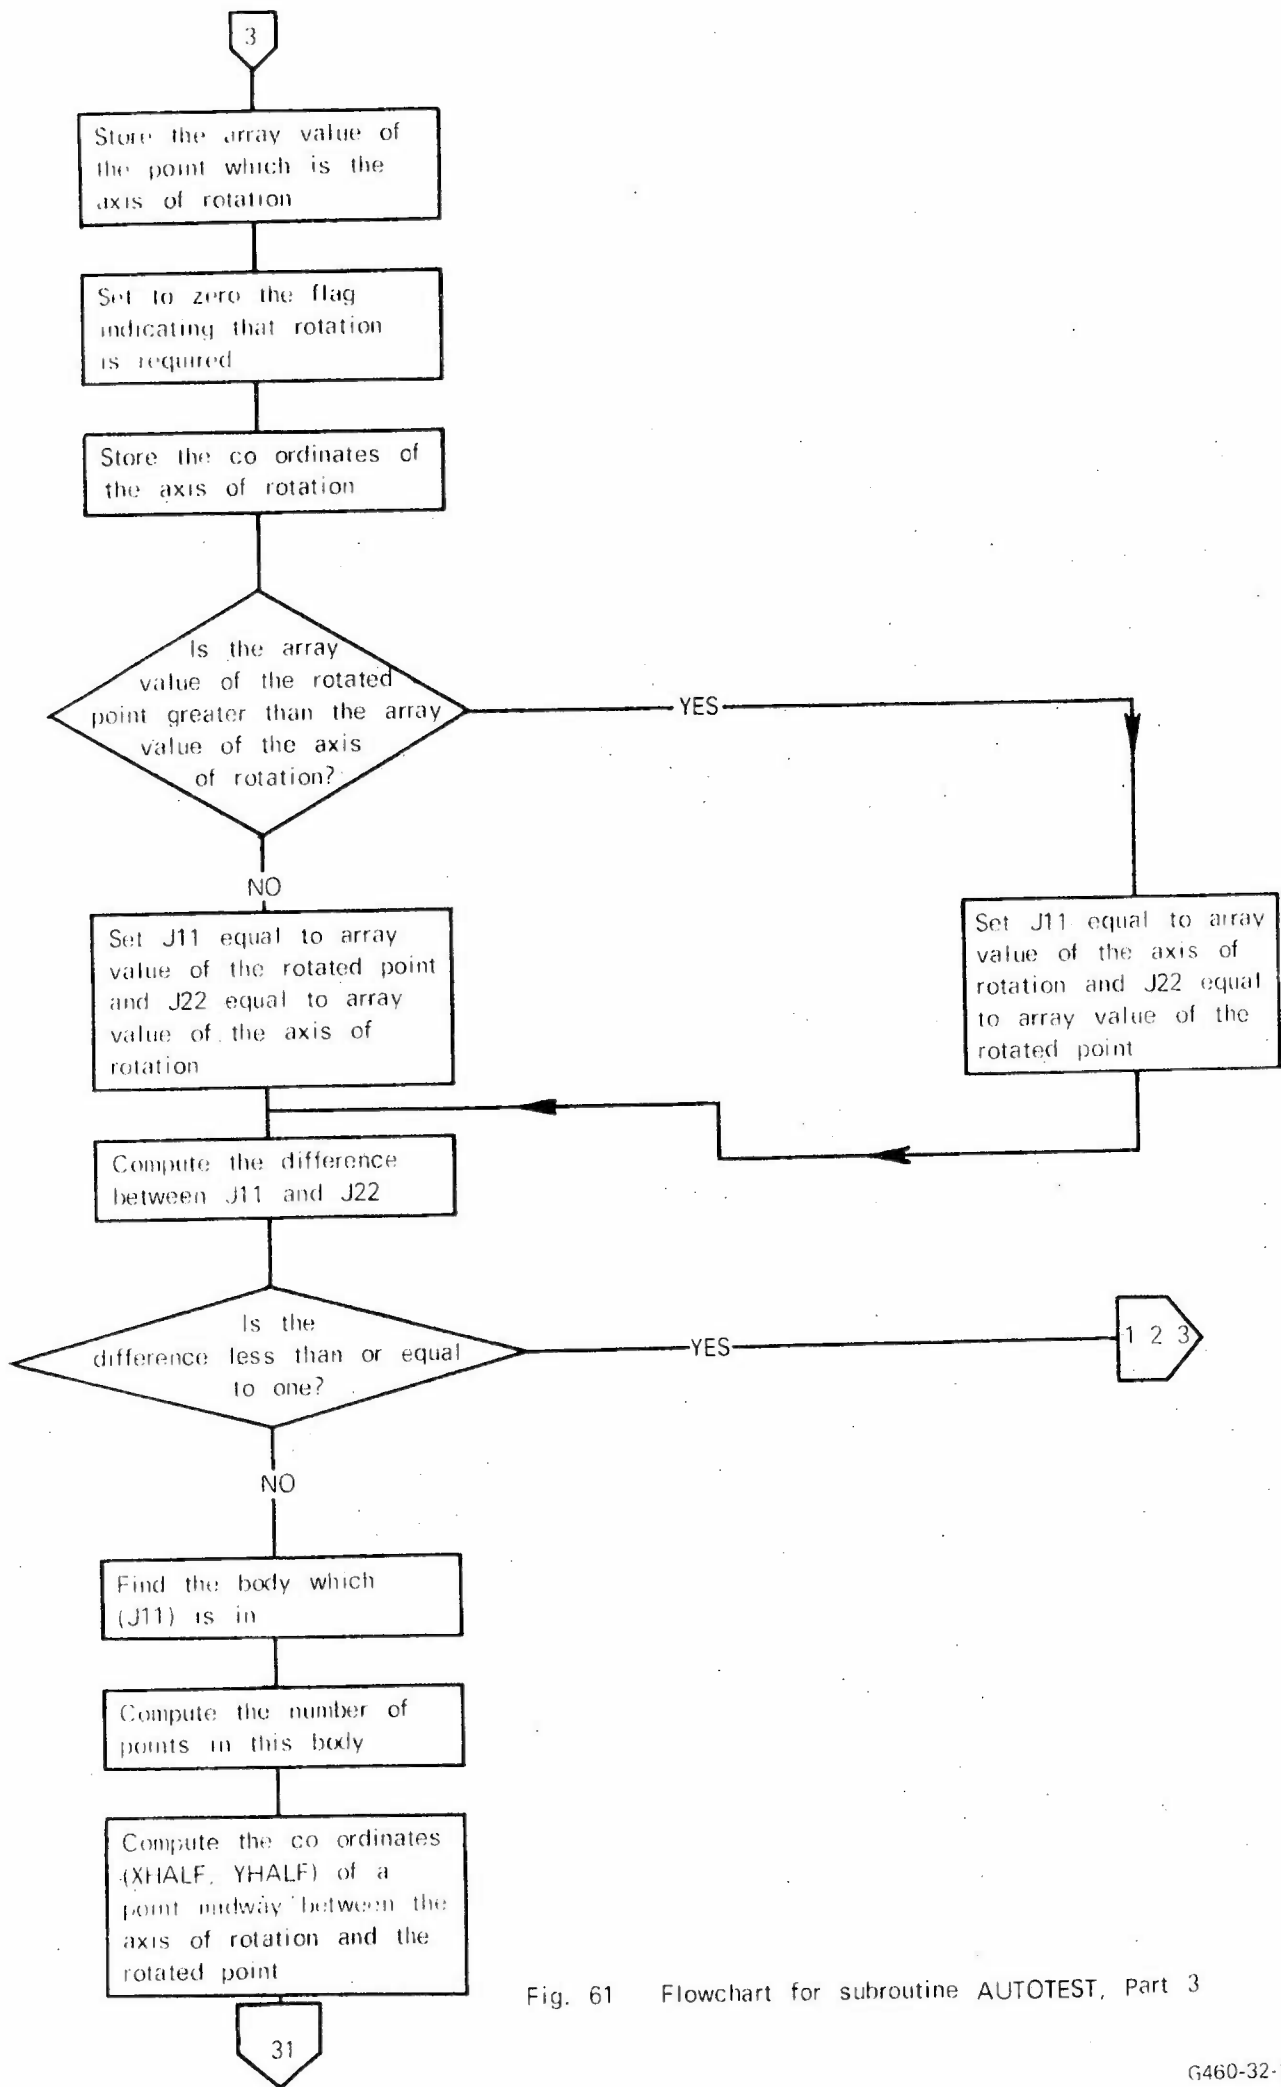 3
Store the array value of
the point which is the
axis of rotation
Set to zero the flag
indicating that rotation
is required
Store the co ordinates of
the axis of rotation
Is the array
value of the rotated
point greater than the array
value of the axis
of rotation?
YES
NO
Set J11 equal to array
value of the rotated point
and J22 equal to array
value of the axis of
rotation
Set J11 equal to array
value of the axis of
rotation and J22 equal
to array value of the
rotated point
Compute the difference
between J11 and J22
Is the
difference less than or equal
to one?
YES
1 2 3
NO
Find the body which
(J11) is in
Compute the number of
points in this body
Compute the co ordinates
(XHALF, YHALF) of a
point midway between the
axis of rotation and the
rotated point
31
Fig. 61 Flowchart for subroutine AUTOTEST, Part 3
G460-32-